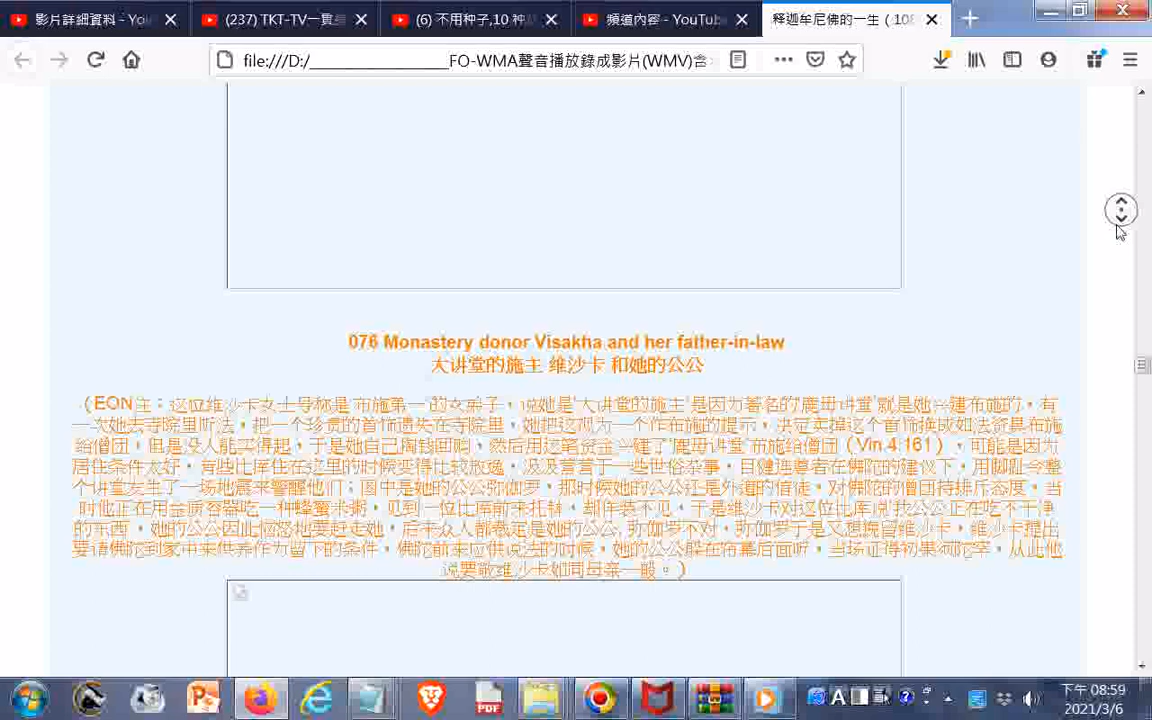 影片詳細資料 - You
(237) TKT-TV一貫
(6) 不用种子,10 种
頻道內容 - YouTub
释迦牟尼佛的一生（108
file:///D:/________________FO-WMA聲音播放錄成影片(WMV)含
076 Monastery donor Visakha and her father-in-law
大讲堂的施主 维沙卡 和她的公公
（EON注：这位维沙卡女士号称是'布施第一'的女弟子，说她是'大讲堂的施主'是因为著名的'鹿母讲堂'就是她兴建布施的，有
一次她去寺院里听法，把一个珍贵的首饰遗失在寺院里，她把这视为一个作布施的提示，决定卖掉这个首饰换成如法资具布施
给僧团，但是没人能买得起，于是她自己掏钱回购，然后用这笔资金兴建了'鹿母讲堂'布施给僧团（Vin.4.161），可能是因为
居住条件太好，有些比库住在这里的时候变得比较放逸，汲汲营营于一些世俗杂事，目犍连尊者在佛陀的建议下，用脚趾令整
个讲堂发生了一场地震来警醒他们；图中是她的公公弥伽罗，那时候她的公公还是外道的信徒，对佛陀的僧团持排斥态度，当
时他正在用金质容器吃一种蜂蜜米粥，见到一位比库前来托钵，却佯装不见，于是维沙卡对这位比库说'我公公正在吃不干净
的东西'，她的公公因此恼怒地要赶走她，后来众人都裁定是她的公公, 弥伽罗不对，弥伽罗于是又想挽留维沙卡，维沙卡提出
要请佛陀到家中来供养作为留下的条件，佛陀前来应供说法的时候，她的公公躲在帘幕后面听，当场证得初果须陀洹，从此他
说要敬维沙卡如同母亲一般。）
下午 08:59
2021/3/6